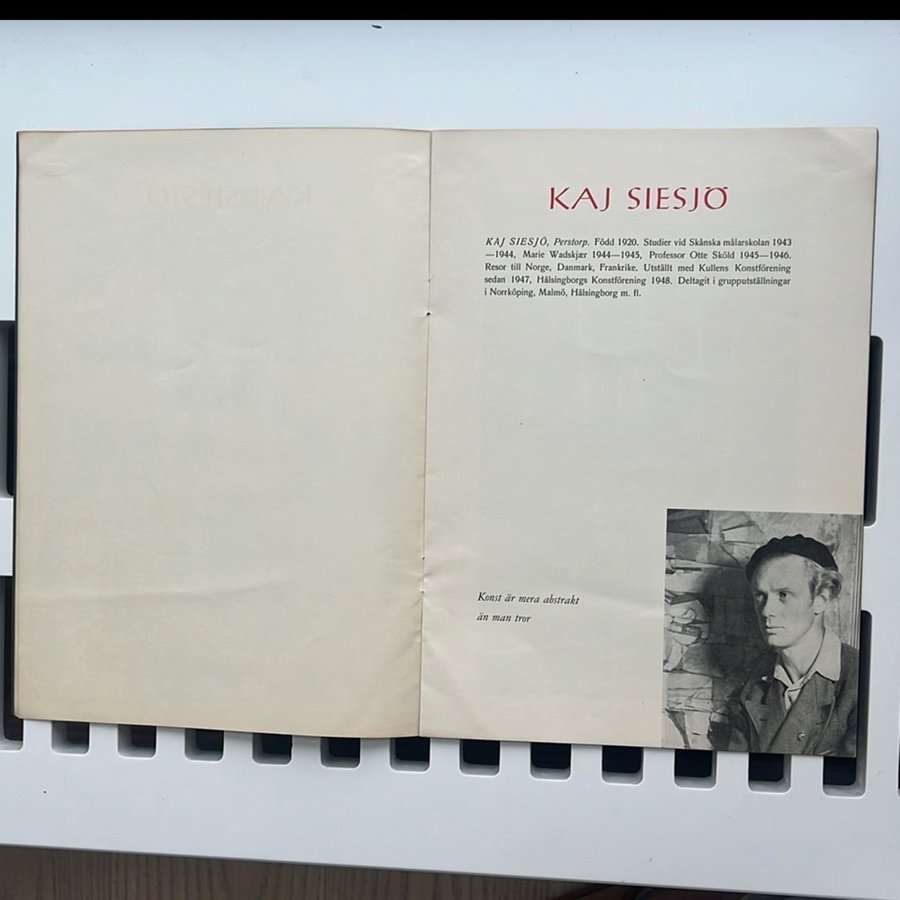 KAJ SIESJÖ
KAJ SIESJÖ, Perstorp. Född 1920. Studier vid Skånska målarskolan 1943
—1944, Marie Wadskjær 1944—1945, Professor Otte Sköld 1945—1946.
Resor till Norge, Danmark, Frankrike. Utställt med Kullens Konstförening
sedan 1947, Hälsingborgs Konstförening 1948. Deltagit i grupputställningar
i Norrköping, Malmö, Hälsingborg m. fl.
Konst är mera abstrakt
än man tror